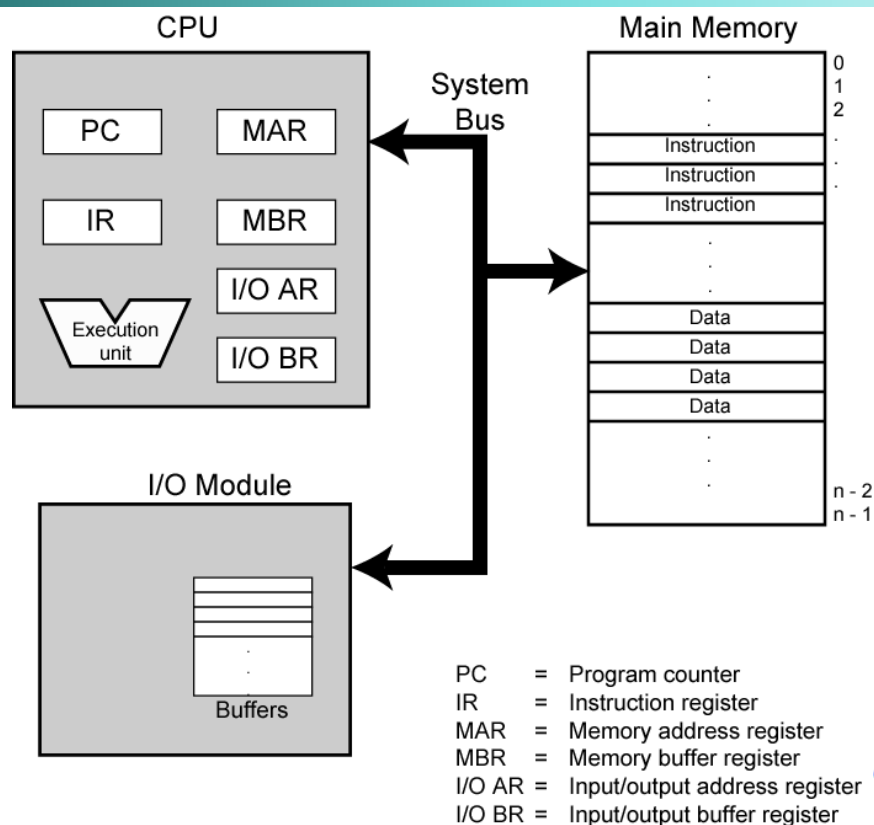 CPU
PC
MAR
IR
MBR
I/O AR
Execution
unit
I/O BR
System
Bus
Main Memory
0
1
2
.
.
.
.
.
.
Instruction
Instruction
Instruction
.
.
.
Data
Data
Data
Data
.
.
.
n - 2
n - 1
I/O Module
.
.
.
Buffers
PC = Program counter
IR = Instruction register
MAR = Memory address register
MBR = Memory buffer register
I/O AR = Input/output address register
I/O BR = Input/output buffer register